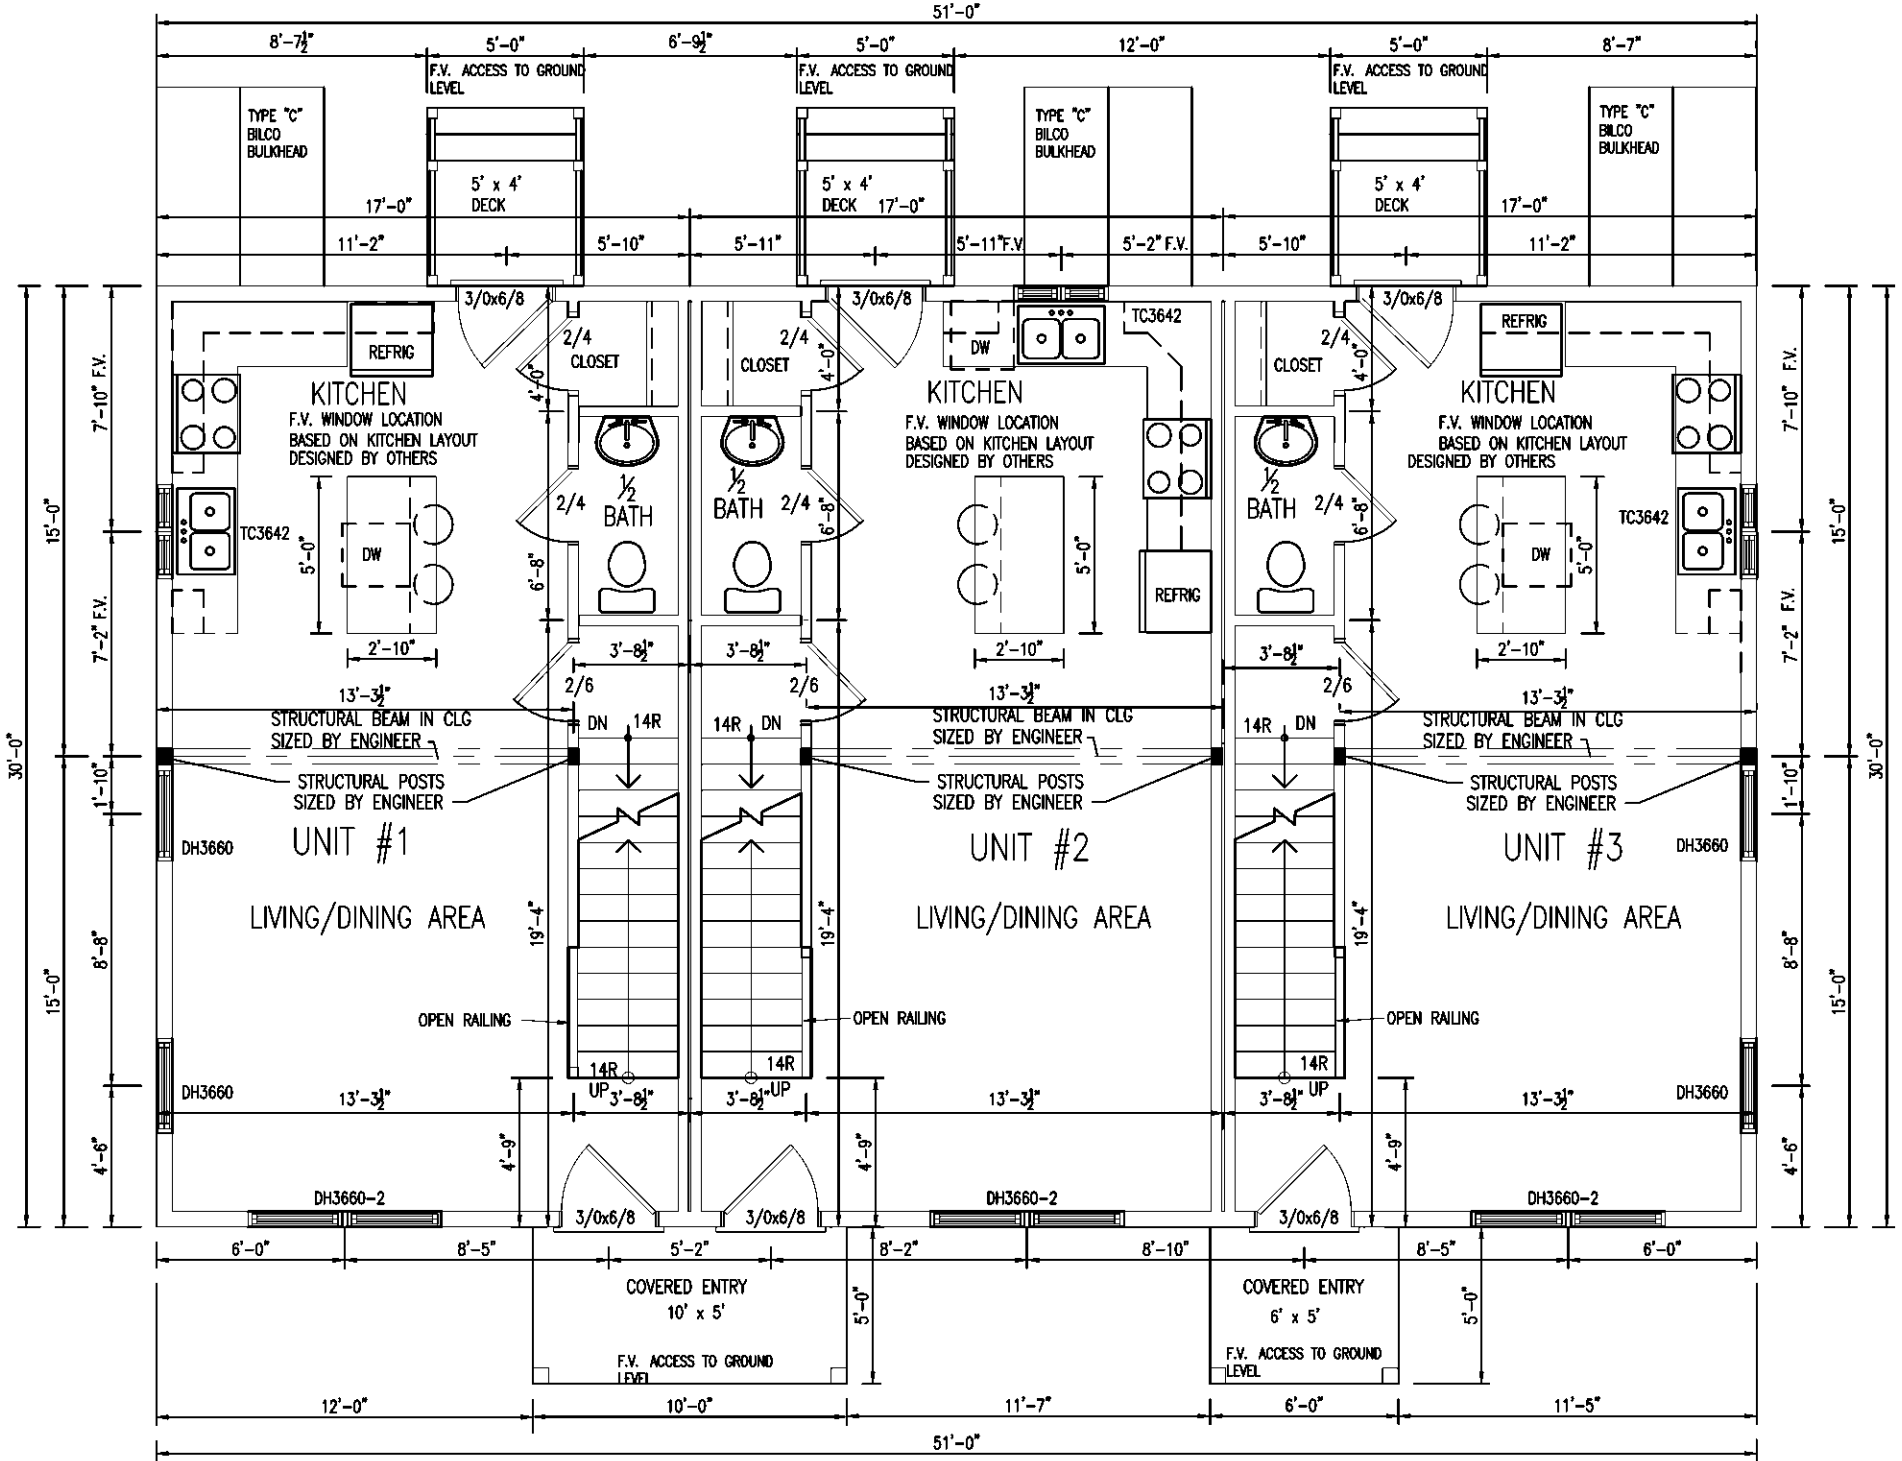 51'-0"
8'-7½" 5'-0" 6'-9½" 5'-0" 12'-0" 5'-0" 8'-7"
F.V. ACCESS TO GROUND
LEVEL
F.V. ACCESS TO GROUND
LEVEL
F.V. ACCESS TO GROUND
LEVEL
TYPE "C"
BILCO
BULKHEAD
TYPE "C"
BILCO
BULKHEAD
TYPE "C"
BILCO
BULKHEAD
5' x 4'
DECK
5' x 4'
DECK
5' x 4'
DECK
17'-0" 17'-0" 17'-0"
11'-2" 5'-10" 5'-11" 5'-11"F.V. 5'-2" F.V. 5'-10" 11'-2"
3/0x6/8 3/0x6/8 3/0x6/8
TC3642
2/4 2/4 2/4
REFRIG
CLOSET
CLOSET
DW
CLOSET
REFRIG
4'-0" 4'-0" 4'-0"
KITCHEN
F.V. WINDOW LOCATION
BASED ON KITCHEN LAYOUT
DESIGNED BY OTHERS
KITCHEN
F.V. WINDOW LOCATION
BASED ON KITCHEN LAYOUT
DESIGNED BY OTHERS
KITCHEN
F.V. WINDOW LOCATION
BASED ON KITCHEN LAYOUT
DESIGNED BY OTHERS
7'-10" F.V.
7'-10" F.V.
½
BATH
½
BATH
½
BATH
2/4 2/4 2/4
6'-8" 6'-8" 6'-8"
TC3642
TC3642
5'-0" 5'-0" 5'-0"
DW
DW
REFRIG
15'-0"
15'-0"
7'-2" F.V.
7'-2" F.V.
2'-10" 2'-10" 2'-10"
3'-8½" 3'-8½" 3'-8½"
2/6 2/6 2/6
13'-3½" 13'-3½" 13'-3½"
DN 14R 14R DN 14R DN
STRUCTURAL BEAM IN CLG
SIZED BY ENGINEER
STRUCTURAL BEAM IN CLG
SIZED BY ENGINEER
STRUCTURAL BEAM IN CLG
SIZED BY ENGINEER
30'-0"
30'-0"
STRUCTURAL POSTS
SIZED BY ENGINEER
STRUCTURAL POSTS
SIZED BY ENGINEER
STRUCTURAL POSTS
SIZED BY ENGINEER
1'-10"
1'-10"
UNIT #1
UNIT #2
UNIT #3
DH3660
DH3660
LIVING/DINING AREA
LIVING/DINING AREA
LIVING/DINING AREA
8'-8"
19'-4" 19'-4" 19'-4"
8'-8"
15'-0"
15'-0"
OPEN RAILING
OPEN RAILING
OPEN RAILING
14R
UP
14R
UP
14R
UP
DH3660
DH3660
13'-3½" 3'-8½" 3'-8½" 13'-3½" 3'-8½" 13'-3½"
4'-6" 4'-9" 4'-9" 4'-9" 4'-6"
DH3660-2 DH3660-2 DH3660-2
3/0x6/8 3/0x6/8 3/0x6/8
6'-0" 8'-5" 5'-2" 8'-2" 8'-10" 8'-5" 6'-0"
COVERED ENTRY
10' x 5'
COVERED ENTRY
6' x 5'
5'-0" 5'-0"
F.V. ACCESS TO GROUND
LEVEL
F.V. ACCESS TO GROUND
LEVEL
12'-0" 10'-0" 11'-7" 6'-0" 11'-5"
51'-0"